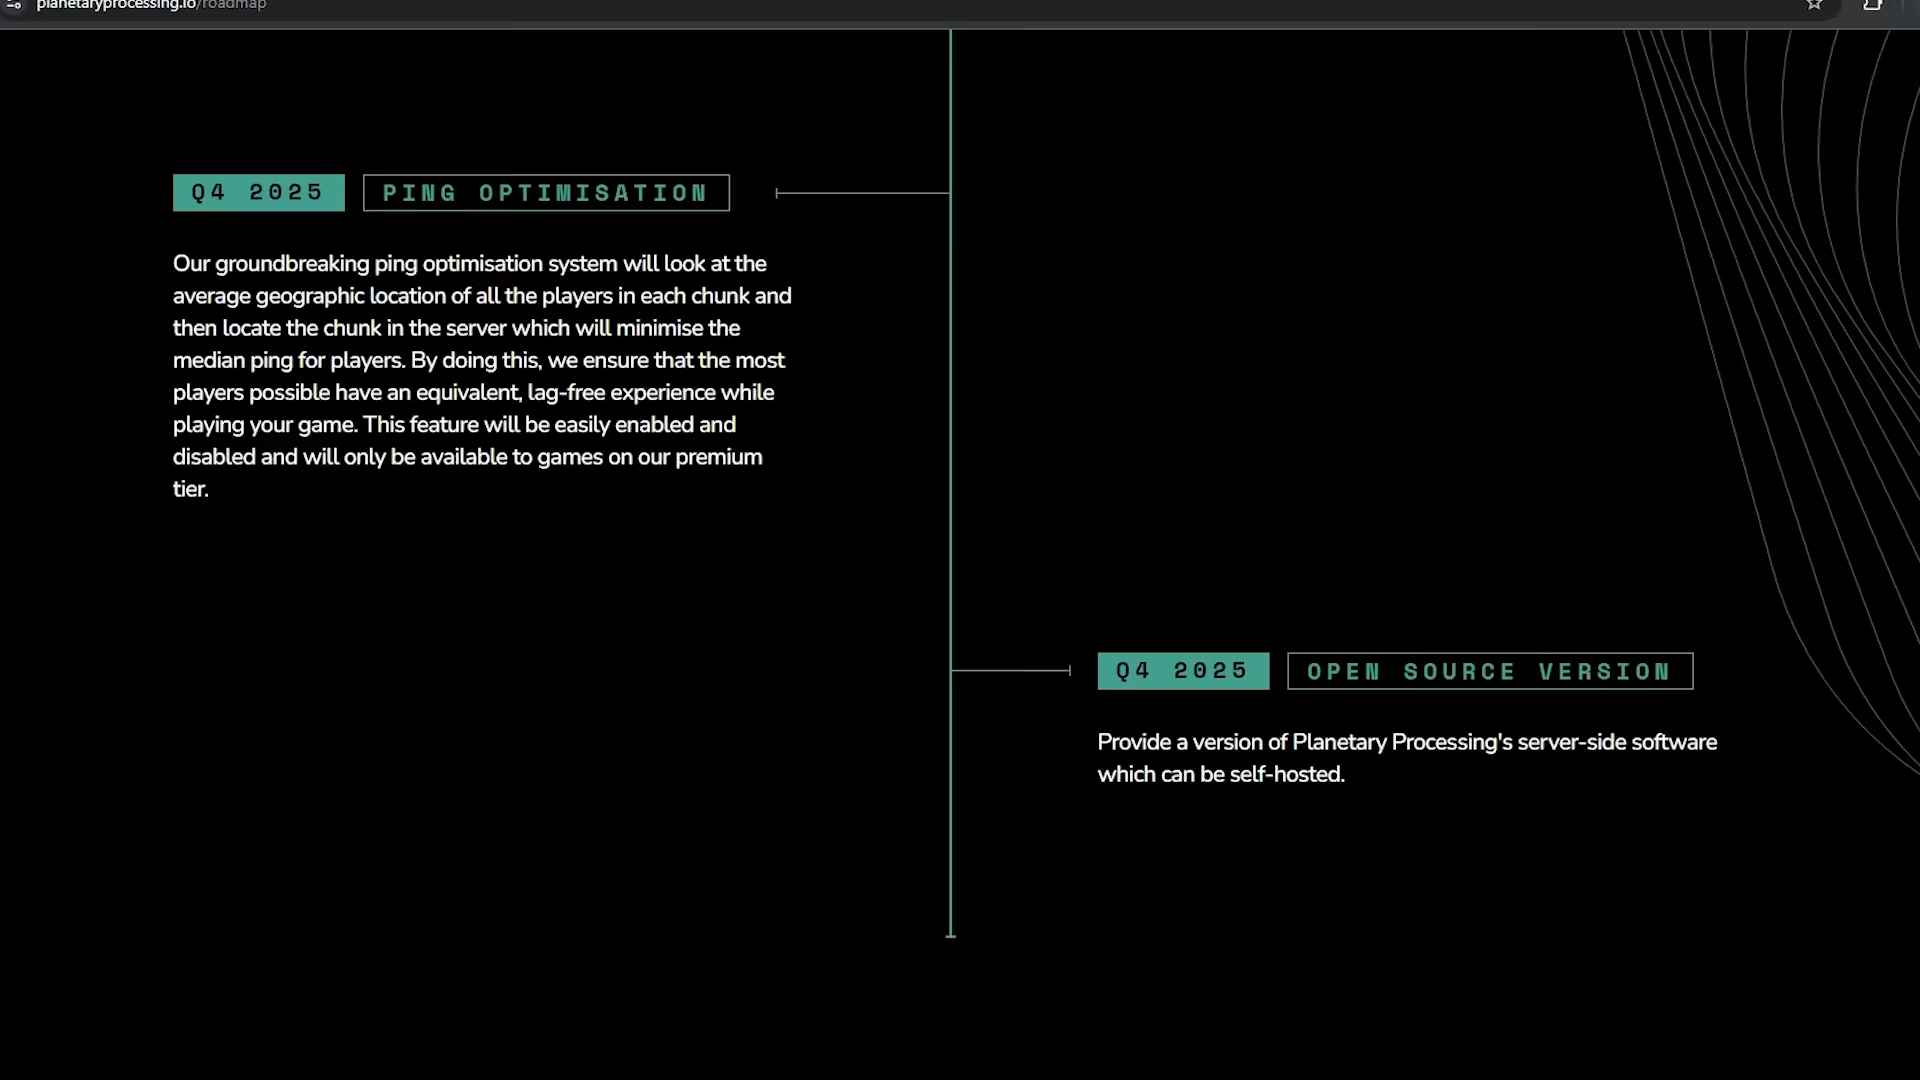 planetaryprocessing.io/roadmap
Q4 2025 PING OPTIMISATION
Our groundbreaking ping optimisation system will look at the
average geographic location of all the players in each chunk and
then locate the chunk in the server which will minimise the
median ping for players. By doing this, we ensure that the most
players possible have an equivalent, lag-free experience while
playing your game. This feature will be easily enabled and
disabled and will only be available to games on our premium
tier.
Q4 2025 OPEN SOURCE VERSION
Provide a version of Planetary Processing's server-side software
which can be self-hosted.